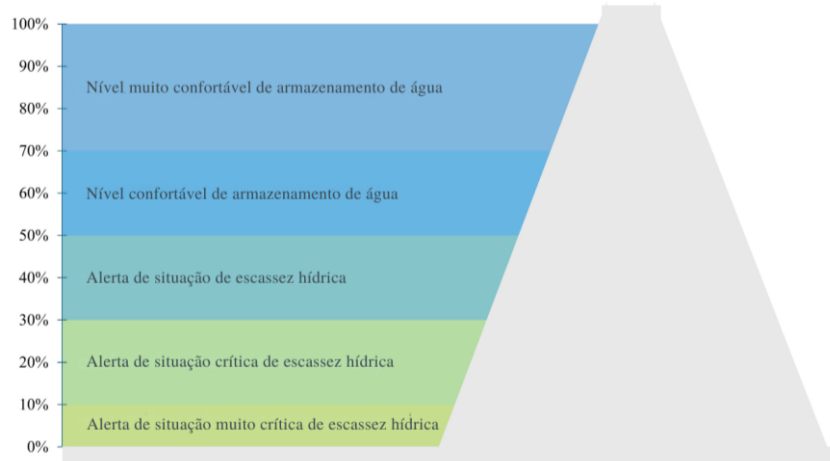 100%
90%
Nível muito confortável de armazenamento de água
80%
70%
60%
Nível confortável de armazenamento de água
50%
40%
Alerta de situação de escassez hídrica
30%
20%
Alerta de situação crítica de escassez hídrica
10%
Alerta de situação muito crítica de escassez hídrica
0%